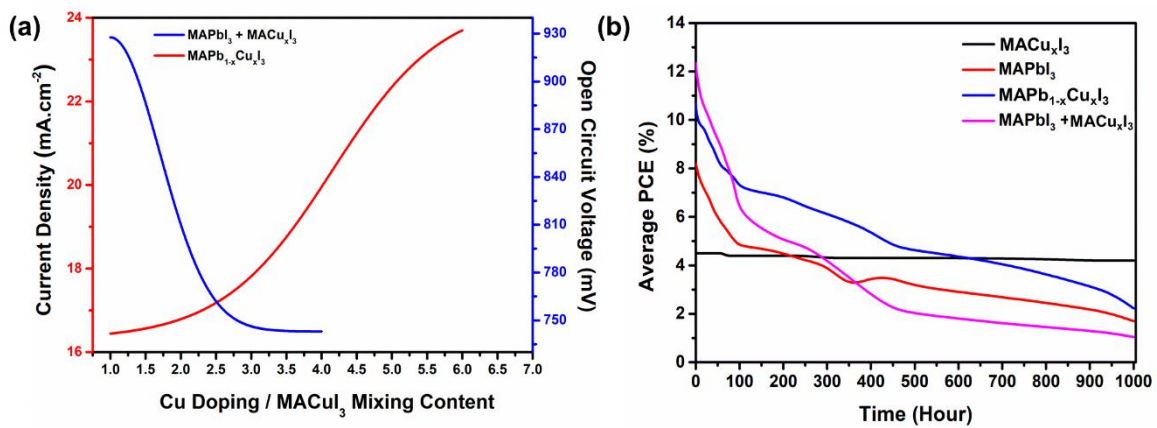 (a)
24
22
20
18
16
Current Density (mA.cm⁻²)
MAPbI₃ + MACuₓI₃
MAPb₁₋ₓCuₓI₃
930
900
870
840
810
780
750
Open Circuit Voltage (mV)
1.0 1.5 2.0 2.5 3.0 3.5 4.0 4.5 5.0 5.5 6.0 6.5 7.0
Cu Doping / MACuI₃ Mixing Content
(b)
14
12
10
8
6
4
2
0
Average PCE (%)
MACuₓI₃
MAPbI₃
MAPb₁₋ₓCuₓI₃
MAPbI₃ +MACuₓI₃
0 100 200 300 400 500 600 700 800 900 1000
Time (Hour)